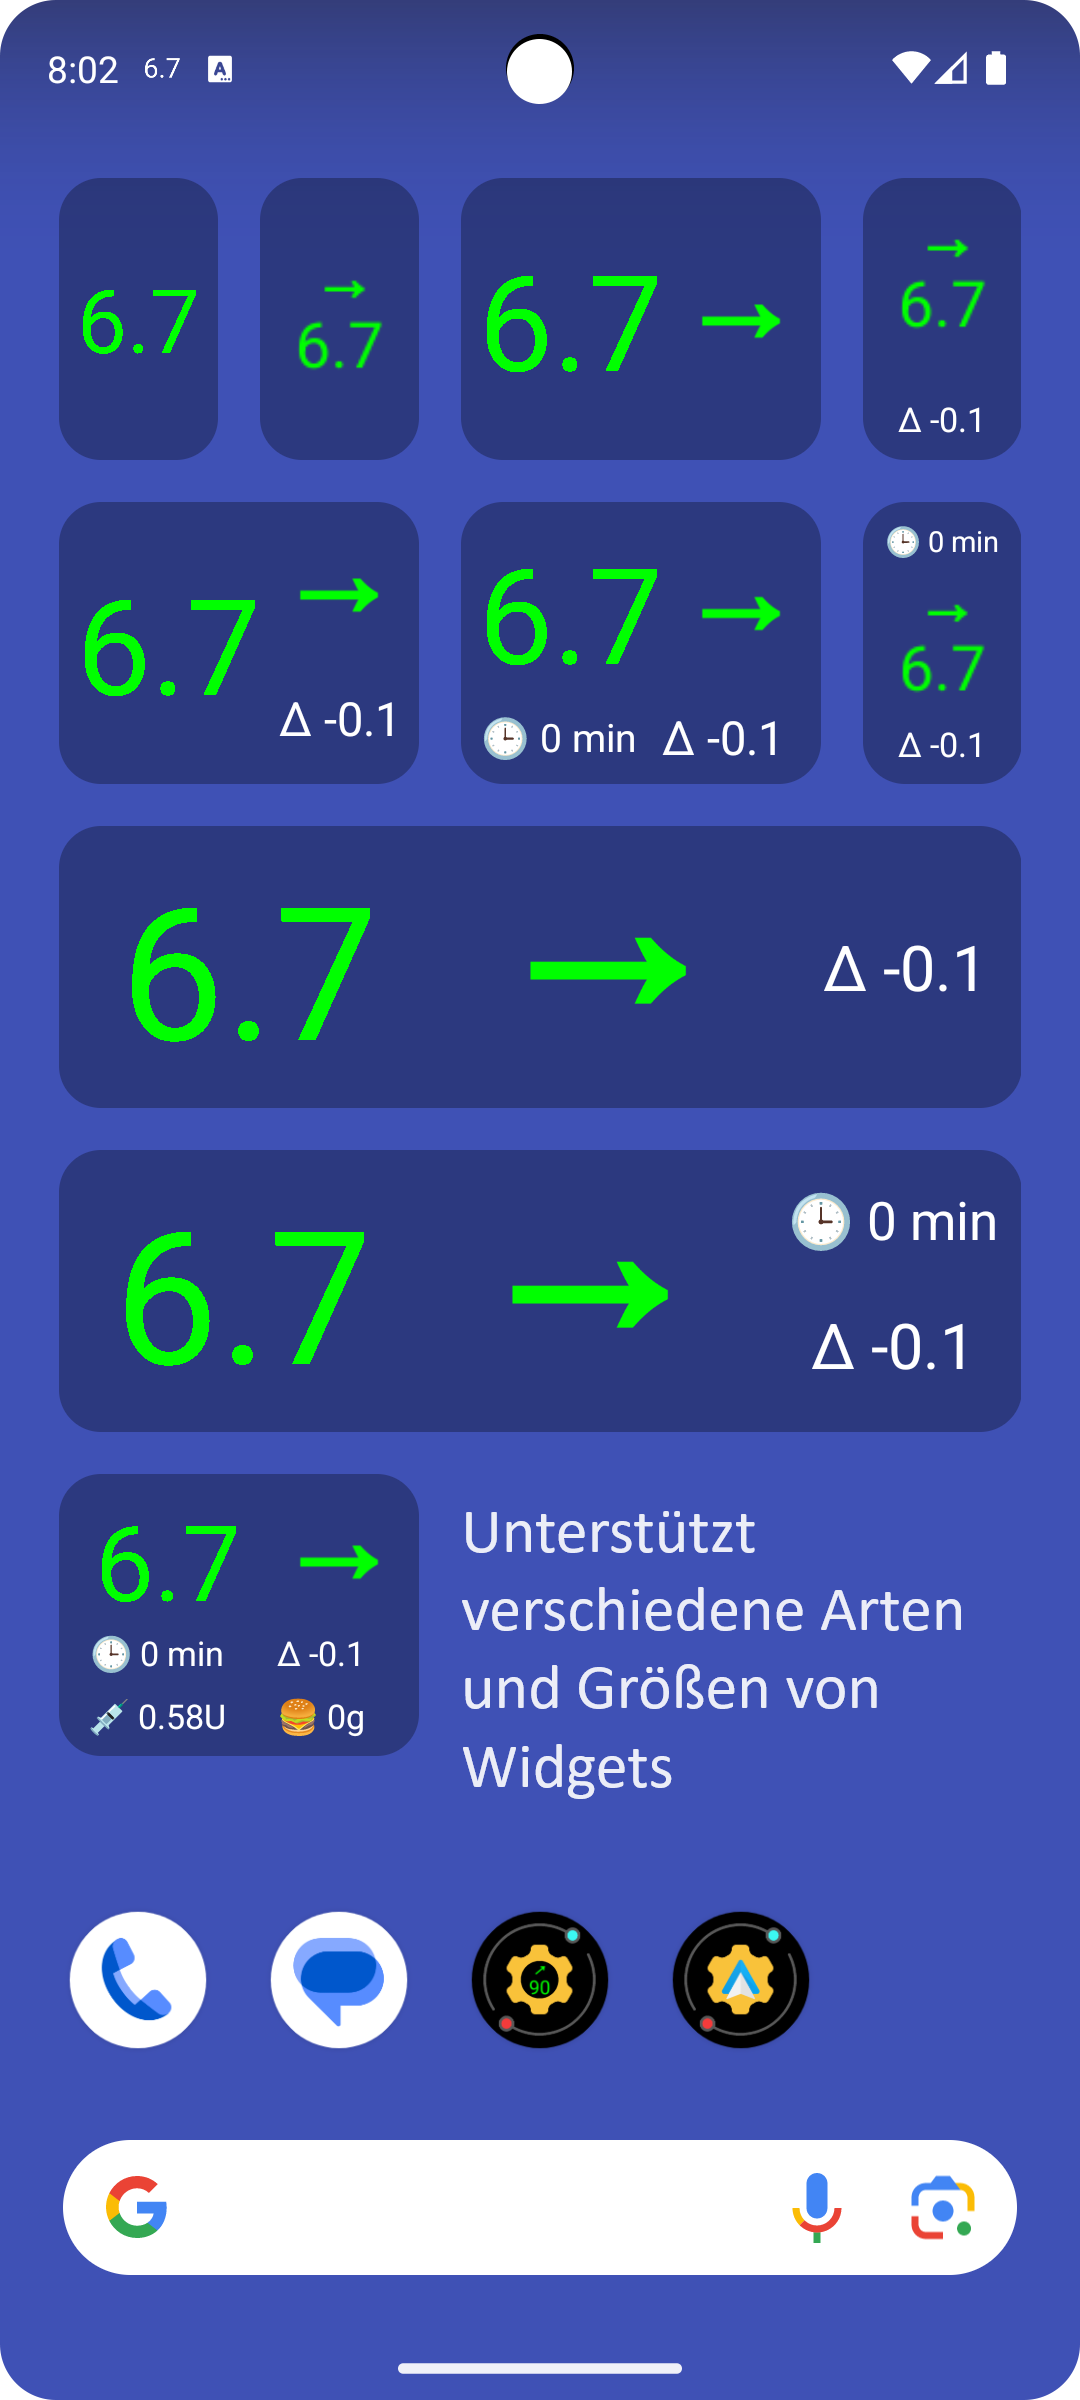 8:02 6.7 A
6.7
→
6.7
6.7 →
→
6.7
Δ -0.1
6.7 →
Δ -0.1
6.7 →
🕒 0 min Δ -0.1
🕒 0 min
→
6.7
Δ -0.1
6.7 → Δ -0.1
6.7 →
🕒 0 min
Δ -0.1
6.7 →
🕒 0 min Δ -0.1
💉 0.58U 🍔 0g
Unterstützt
verschiedene Arten
und Größen von
Widgets
↗
90
G